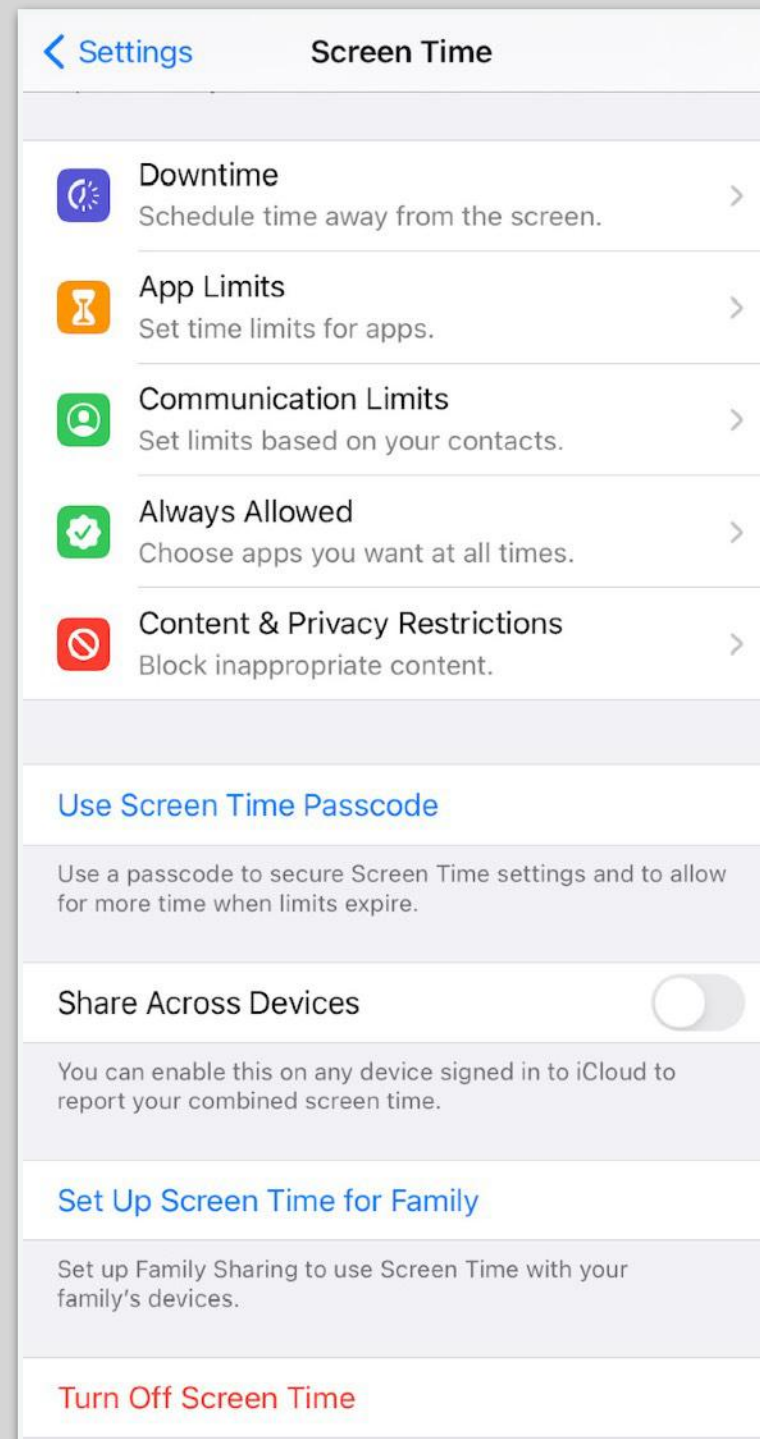 Settings
Screen Time
Downtime
Schedule time away from the screen.
App Limits
Set time limits for apps.
Communication Limits
Set limits based on your contacts.
Always Allowed
Choose apps you want at all times.
Content & Privacy Restrictions
Block inappropriate content.
Use Screen Time Passcode
Use a passcode to secure Screen Time settings and to allow
for more time when limits expire.
Share Across Devices
You can enable this on any device signed in to iCloud to
report your combined screen time.
Set Up Screen Time for Family
Set up Family Sharing to use Screen Time with your
family’s devices.
Turn Off Screen Time